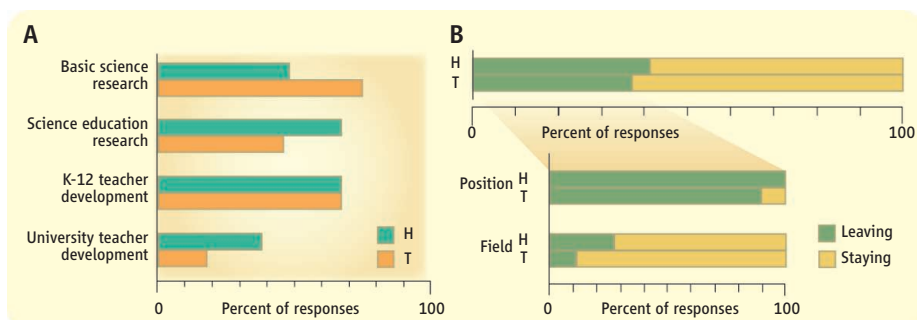 A
Basic science
research
Science education
research
K-12 teacher
development
University teacher
development
H
T
0 Percent of responses 100
B
H
T
0 Percent of responses 100
Position H
T
Field H
T
Leaving
Staying
0 Percent of responses 100